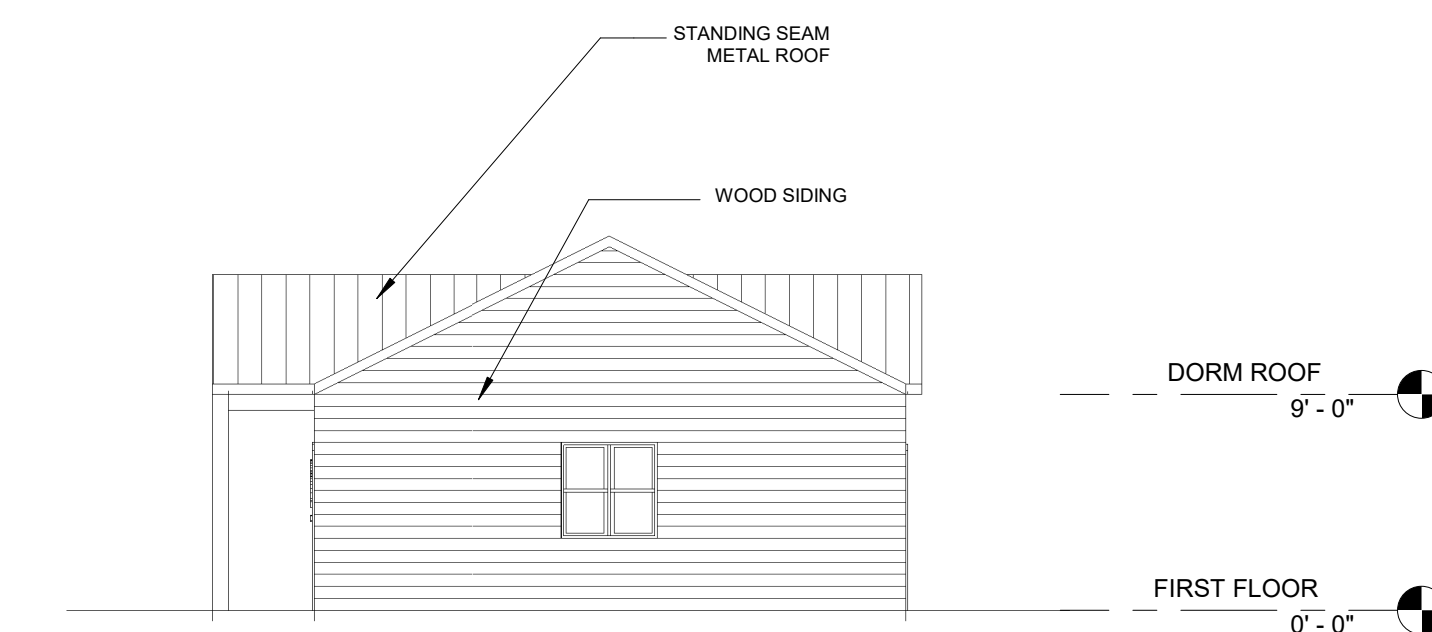 STANDING SEAM
METAL ROOF
WOOD SIDING
DORM ROOF
9' - 0"
FIRST FLOOR
0' - 0"